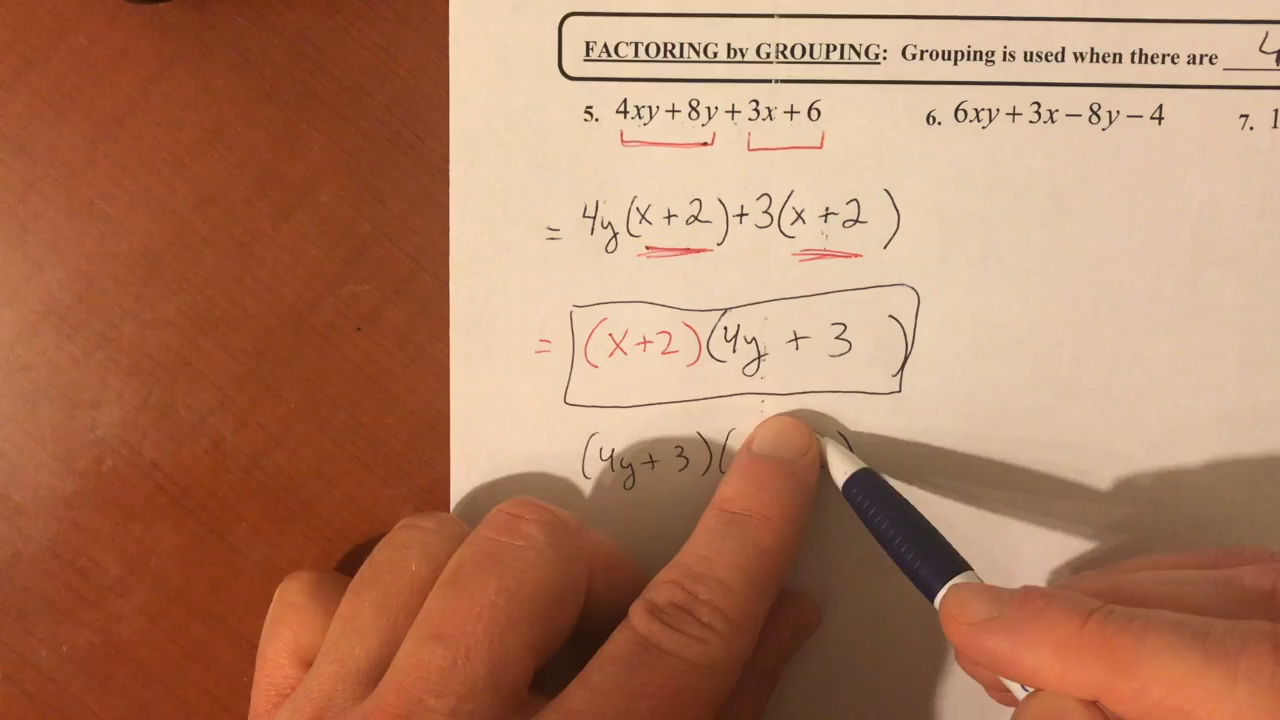 FACTORING by GROUPING: Grouping is used when there are 4
5. 4xy+8y+3x+6
6. 6xy+3x−8y−4
7. 1
= 4y(x+2)+3(x+2)
= (x+2)(4y+3)
(4y+3)(